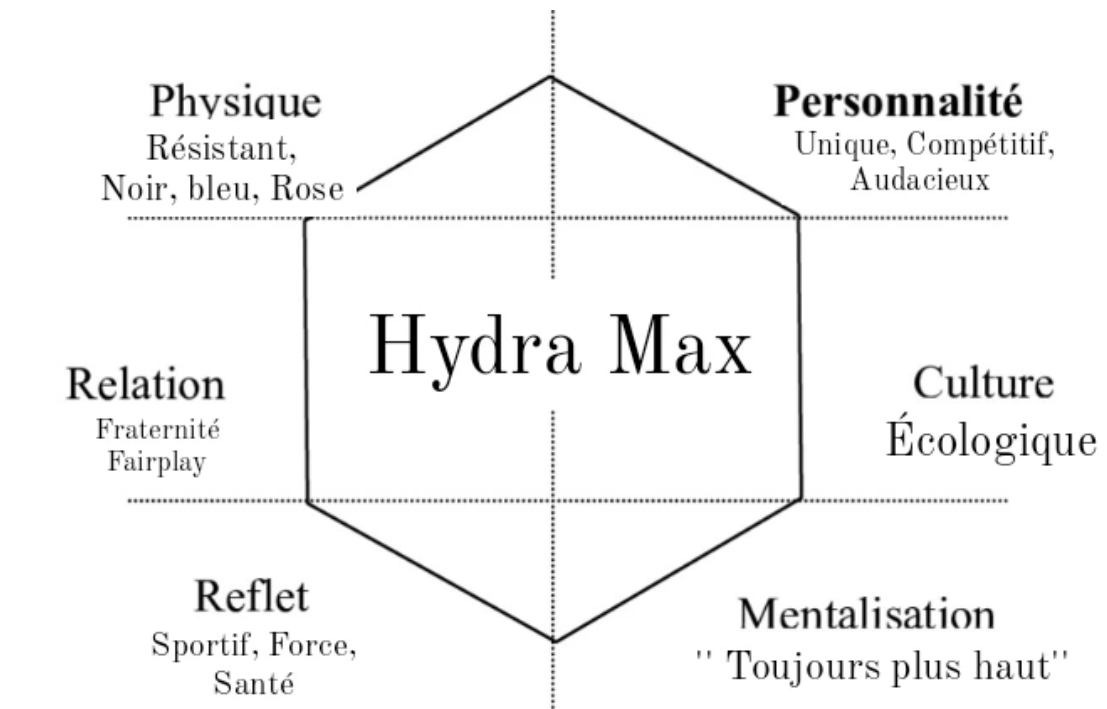 Physique
Résistant,
Noir, bleu, Rose
Personnalité
Unique, Compétitif,
Audacieux
Hydra Max
Relation
Fraternité
Fairplay
Culture
Écologique
Reflet
Sportif, Force,
Santé
Mentalisation
'' Toujours plus haut''